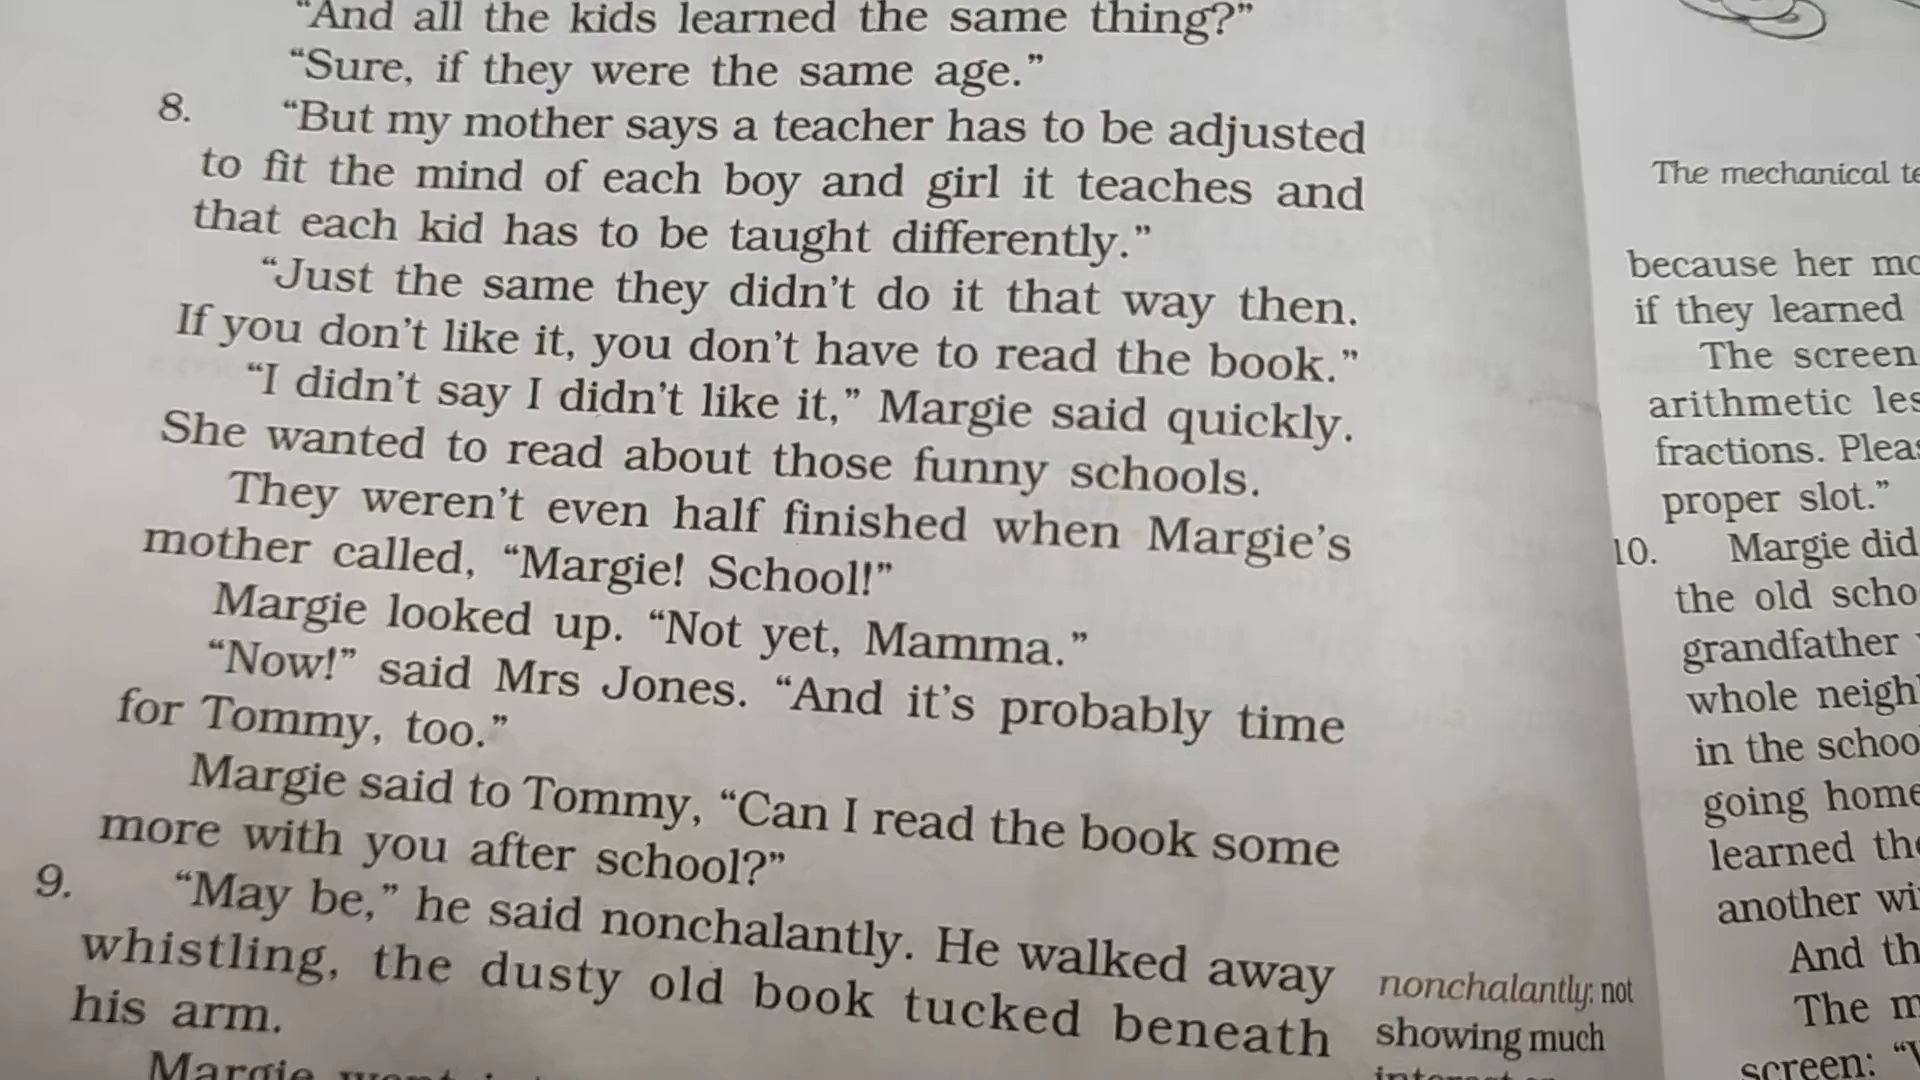 "And all the kids learned the same thing?"
"Sure, if they were the same age."
8. "But my mother says a teacher has to be adjusted
to fit the mind of each boy and girl it teaches and
that each kid has to be taught differently."
"Just the same they didn't do it that way then.
If you don't like it, you don't have to read the book."
"I didn't say I didn't like it," Margie said quickly.
She wanted to read about those funny schools.
They weren't even half finished when Margie's
mother called, "Margie! School!"
Margie looked up. "Not yet, Mamma."
"Now!" said Mrs Jones. "And it's probably time
for Tommy, too."
Margie said to Tommy, "Can I read the book some
more with you after school?"
9. "May be," he said nonchalantly. He walked away
whistling, the dusty old book tucked beneath
his arm.
Margie
nonchalantly: not
showing much
The mechanical
because her
if they learned
The screen
arithmetic
fractions.
proper slot."
10. Margie
the old
grandfather
whole
in the
going
learned
another
And
The
screen: